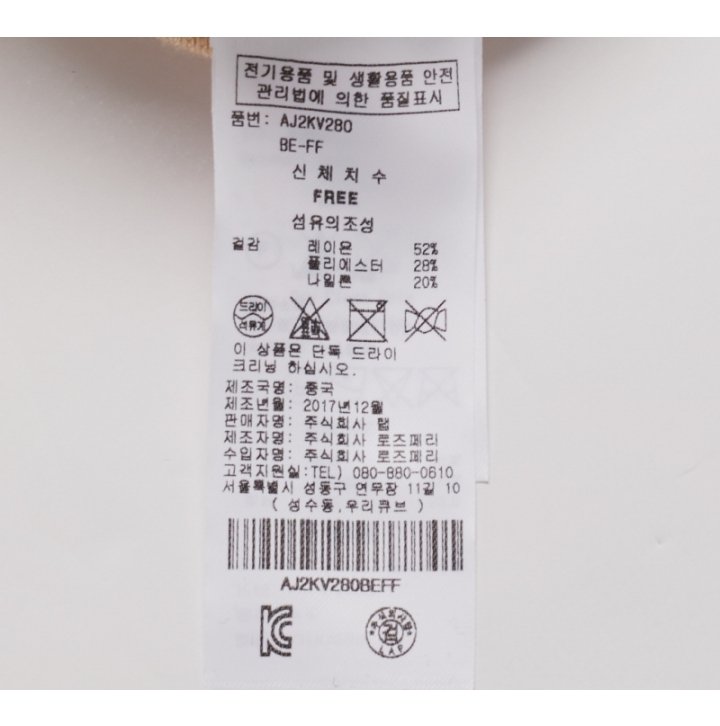 전기용품 및 생활용품 안전
관리법에 의한 품질표시
품번: AJ2KV280
BE-FF
신 체 치 수
FREE
섬유의조성
겉감 레이온 52%
폴리에스터 28%
나일론 20%
드라이
석유계
이 상품은 단독 드라이
크리닝 하십시오.
제조국명: 중국
제조년월: 2017년12월
판매자명: 주식회사 랩
제조자명: 주식회사 로즈페리
수입자명: 주식회사 로즈페리
고객지원실:TEL) 080-880-0610
서울특별시 성동구 연무장 11길 10
( 성수동,우리큐브 )
AJ2KV280BEFF
KC
LAP